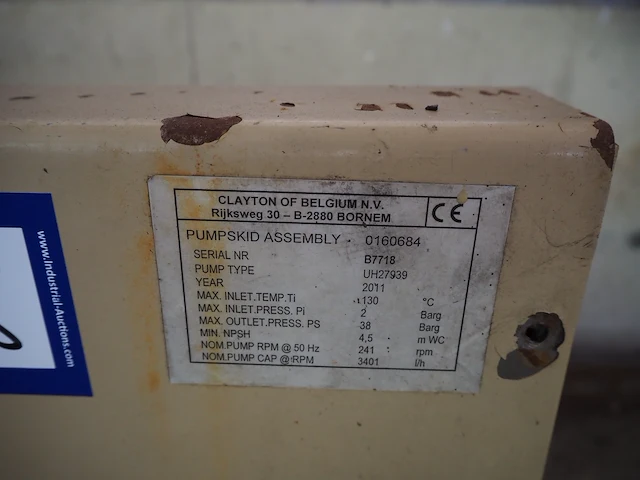 CLAYTON OF BELGIUM N.V.
Rijksweg 30 – B-2880 BORNEM
CE
PUMPSKID ASSEMBLY 0160684
SERIAL NR B7718
PUMP TYPE UH27939
YEAR 2011
MAX. INLET.TEMP.Ti 130 °C
MAX. INLET.PRESS. Pi 2 Barg
MAX. OUTLET.PRESS. PS 38 Barg
MIN. NPSH 4,5 m WC
NOM.PUMP RPM @ 50 Hz 241 rpm
NOM.PUMP CAP @ RPM 3401 l/h
www.Industrial-Auctions.com